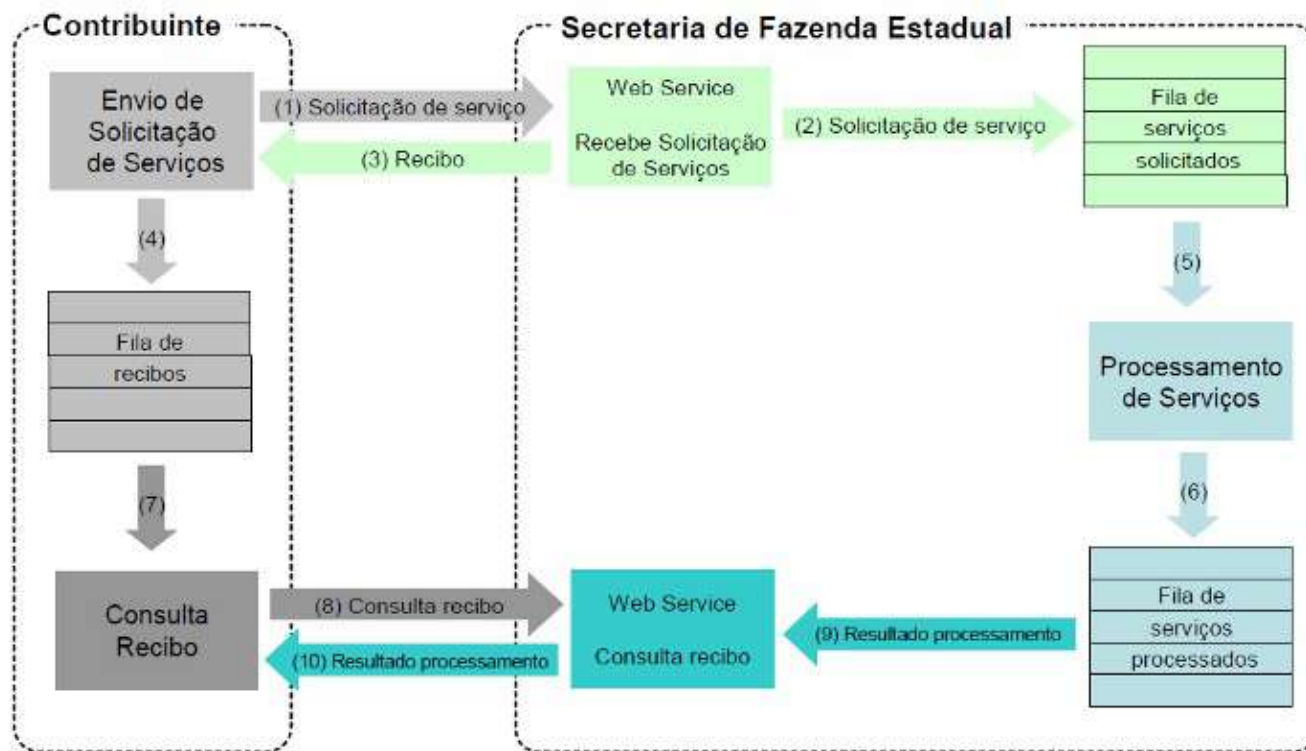 Contribuinte
Secretaria de Fazenda Estadual
Envio de
Solicitação
de Serviços
(1) Solicitação de serviço
(3) Recibo
Web Service
Recebe Solicitação
de Serviços
(2) Solicitação de serviço
Fila de
serviços
solicitados
(4)
(5)
Fila de
recibos
Processamento
de Serviços
(7)
(6)
Consulta
Recibo
(8) Consulta recibo
(10) Resultado processamento
Web Service
Consulta recibo
(9) Resultado processamento
Fila de
serviços
processados